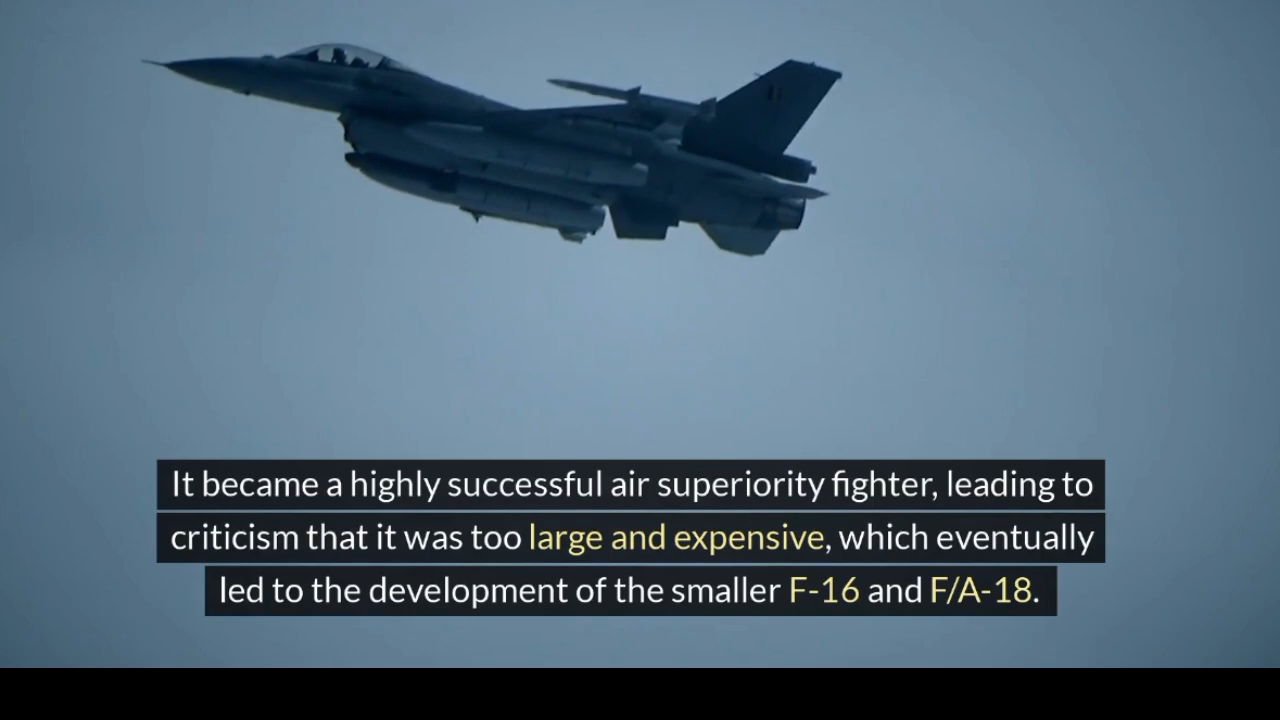 It became a highly successful air superiority fighter, leading to
criticism that it was too large and expensive, which eventually
led to the development of the smaller F-16 and F/A-18.